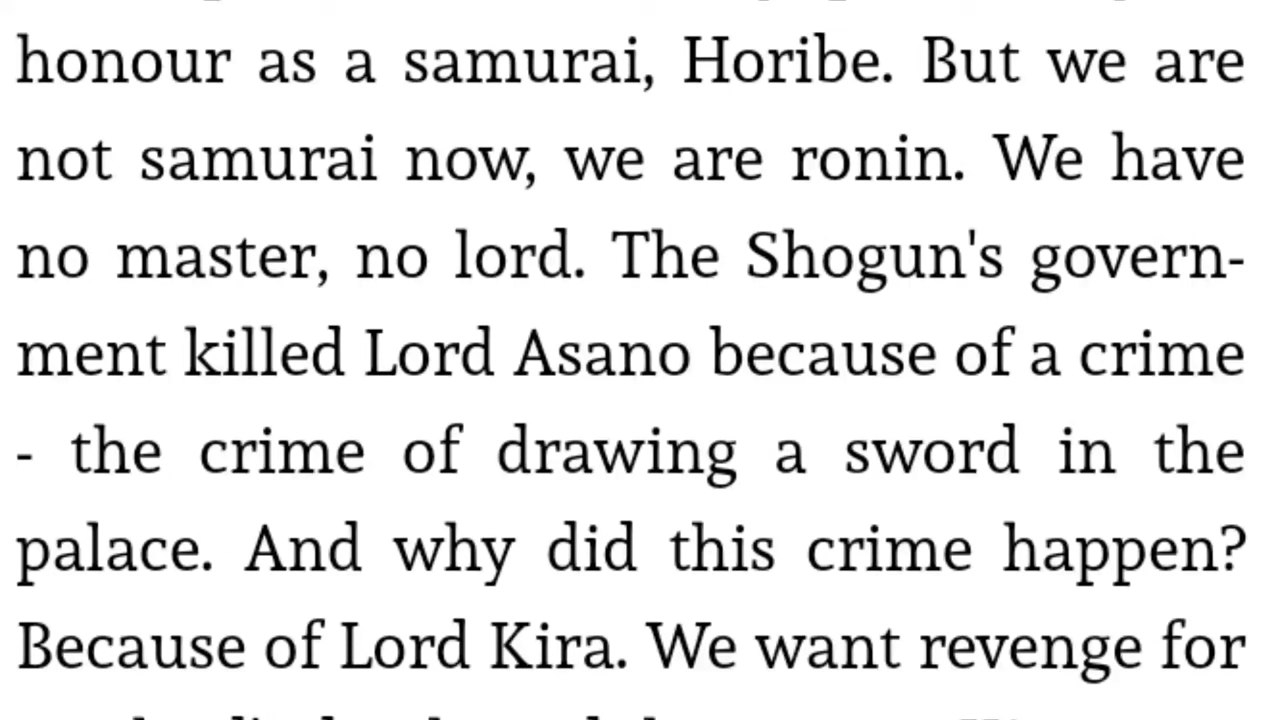 honour as a samurai, Horibe. But we are
not samurai now, we are ronin. We have
no master, no lord. The Shogun's govern-
ment killed Lord Asano because of a crime
- the crime of drawing a sword in the
palace. And why did this crime happen?
Because of Lord Kira. We want revenge for